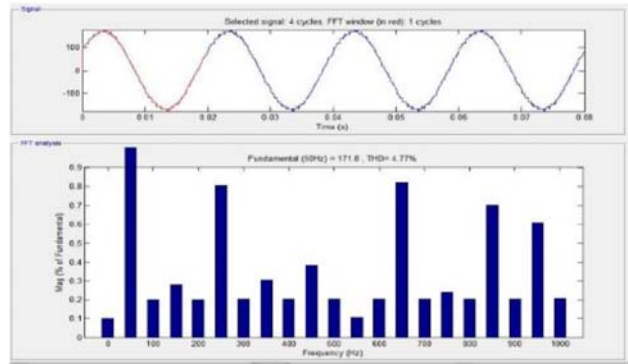 Signal
Selected signal: 4 cycles. FFT window (in red): 1 cycles
100
0
-100
0 0.01 0.02 0.03 0.04 0.05 0.06 0.07 0.08
Time (s)
FFT analysis
Fundamental (50Hz) = 171.8 , THD= 4.77%
0.9
0.8
0.7
0.6
0.5
0.4
0.3
0.2
0.1
0
Mag (% of Fundamental)
0 100 200 300 400 500 600 700 800 900 1000
Frequency (Hz)